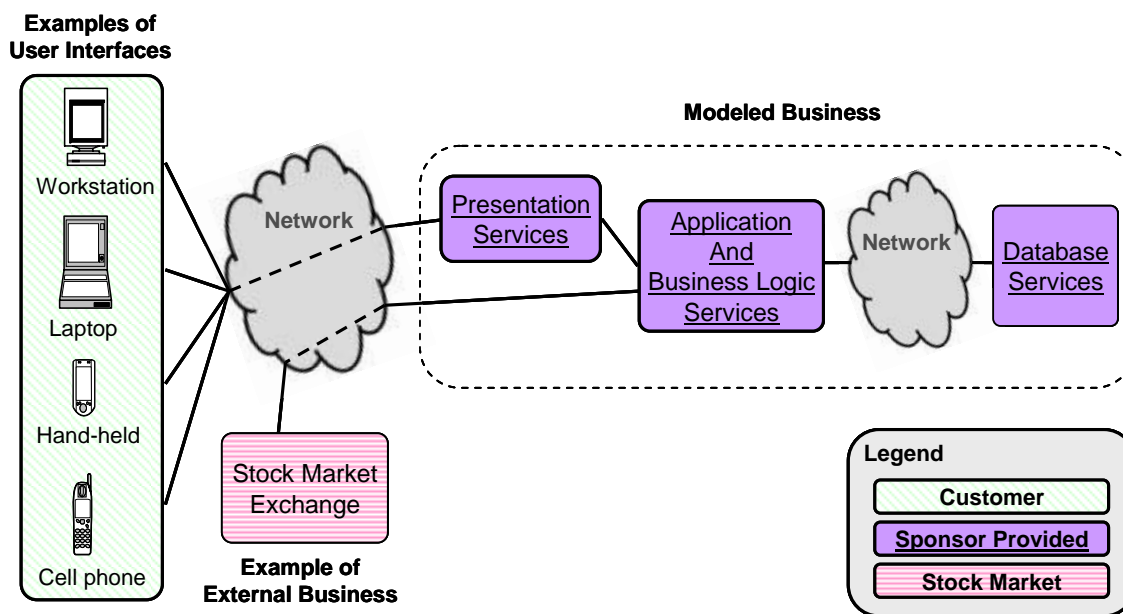 Examples of
User Interfaces
Workstation
Laptop
Hand-held
Cell phone
Network
Stock Market
Exchange
Example of
External Business
Modeled Business
Presentation
Services
Application
And
Business Logic
Services
Network
Database
Services
Legend
Customer
Sponsor Provided
Stock Market